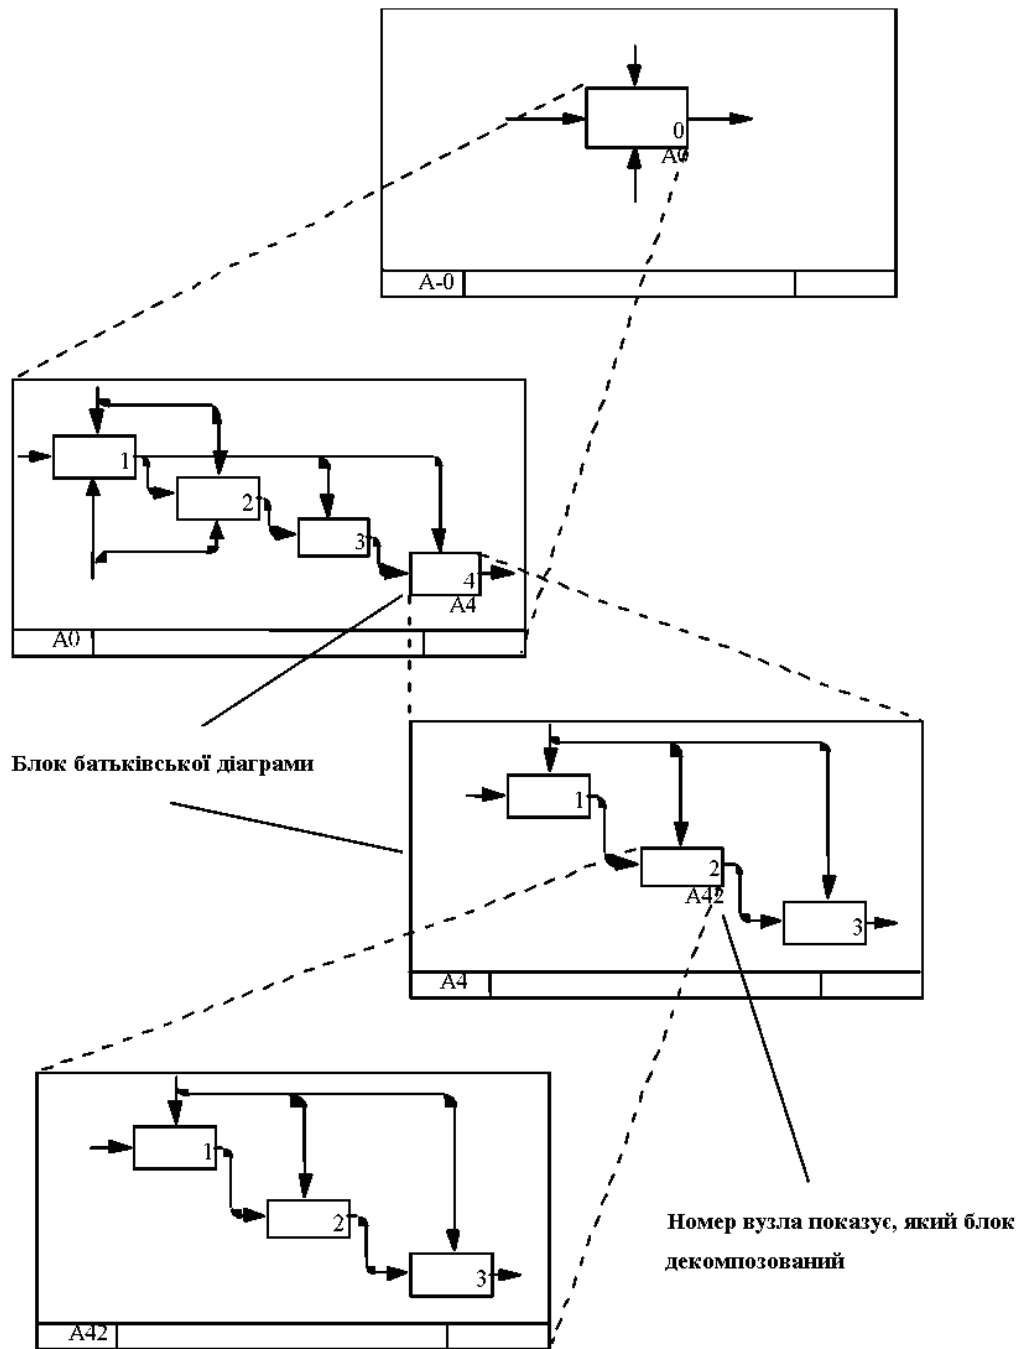 0
A0
A-0
1
2
3
4
A4
A0
Блок батьківської діаграми
1
2
A42
3
A4
1
2
3
Номер вузла показує, який блок
декомпозований
A42